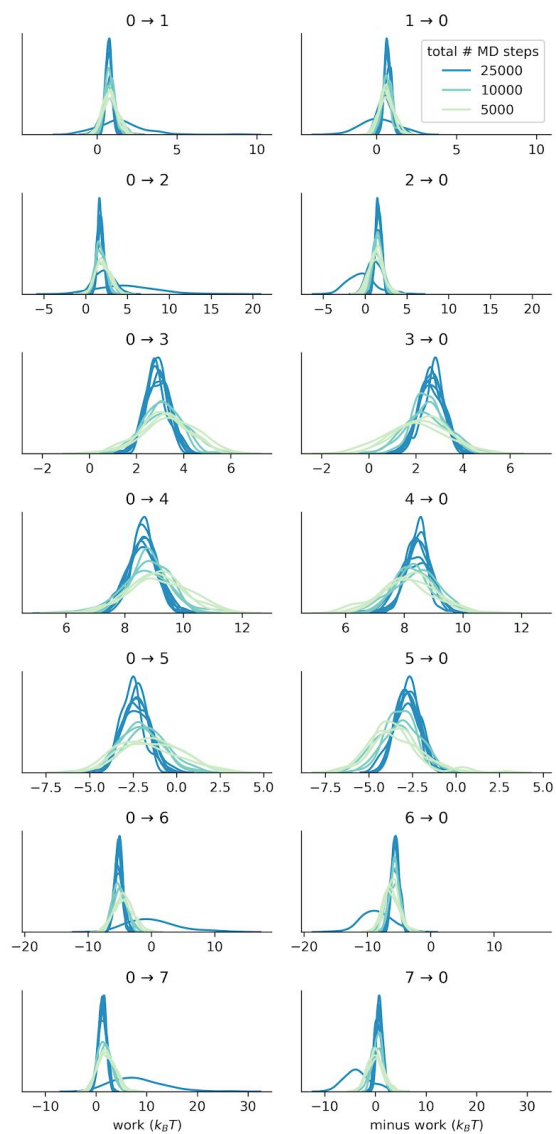 0 → 1
1 → 0
total # MD steps
25000
10000
5000
0 5 10
0 5 10
0 → 2
2 → 0
−5 0 5 10 15 20
−5 0 5 10 15 20
0 → 3
3 → 0
−2 0 2 4 6
−2 0 2 4 6
0 → 4
4 → 0
6 8 10 12
6 8 10 12
0 → 5
5 → 0
−7.5 −5.0 −2.5 0.0 2.5 5.0
−7.5 −5.0 −2.5 0.0 2.5 5.0
0 → 6
6 → 0
−20 −10 0 10
−20 −10 0 10
0 → 7
7 → 0
−10 0 10 20 30
−10 0 10 20 30
work (k_BT)
minus work (k_BT)